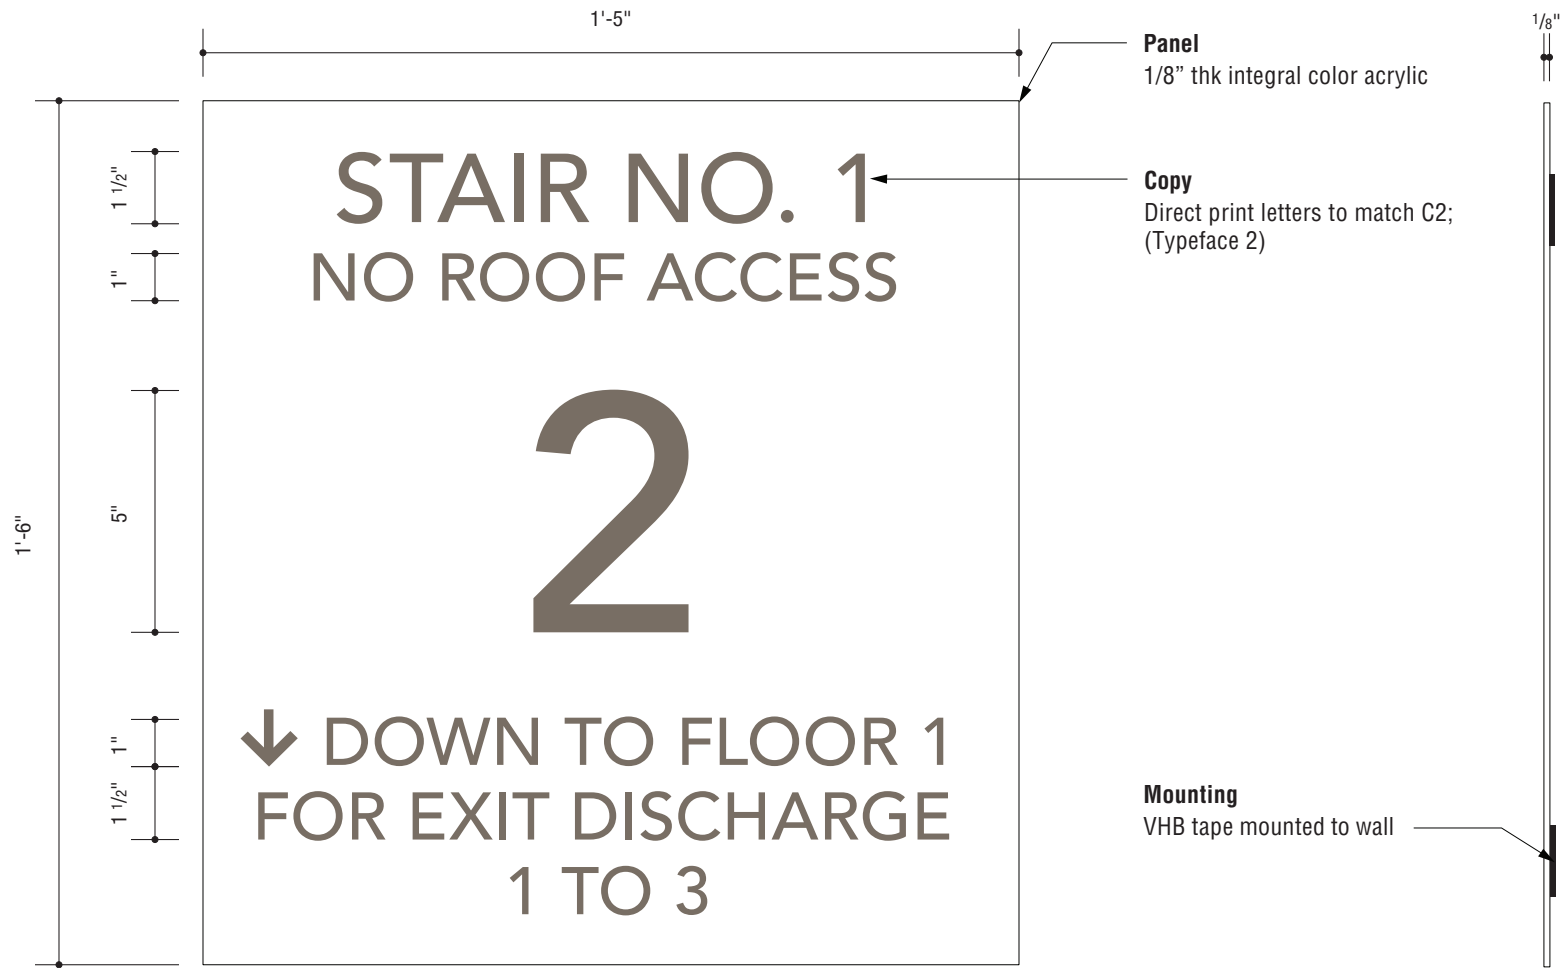 1'-5"
1/8"
Panel
1/8” thk integral color acrylic
1'-6"
1 1/2"
STAIR NO. 1
Copy
Direct print letters to match C2;
(Typeface 2)
1"
NO ROOF ACCESS
5"
2
1"
↓ DOWN TO FLOOR 1
1 1/2"
FOR EXIT DISCHARGE
1 TO 3
Mounting
VHB tape mounted to wall